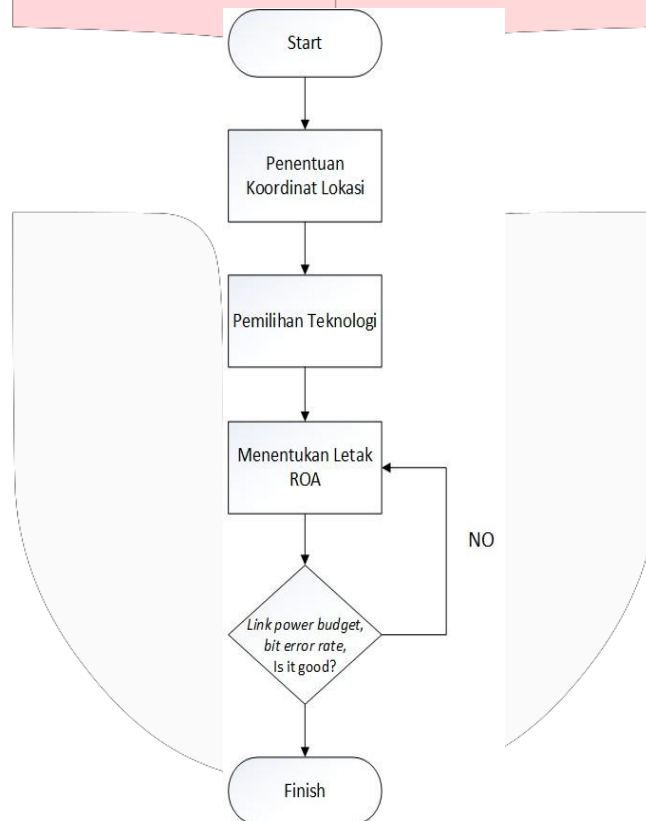 Start
Penentuan
Koordinat Lokasi
Pemilihan Teknologi
Menentukan Letak
ROA
NO
Link power budget,
bit error rate,
Is it good?
Finish